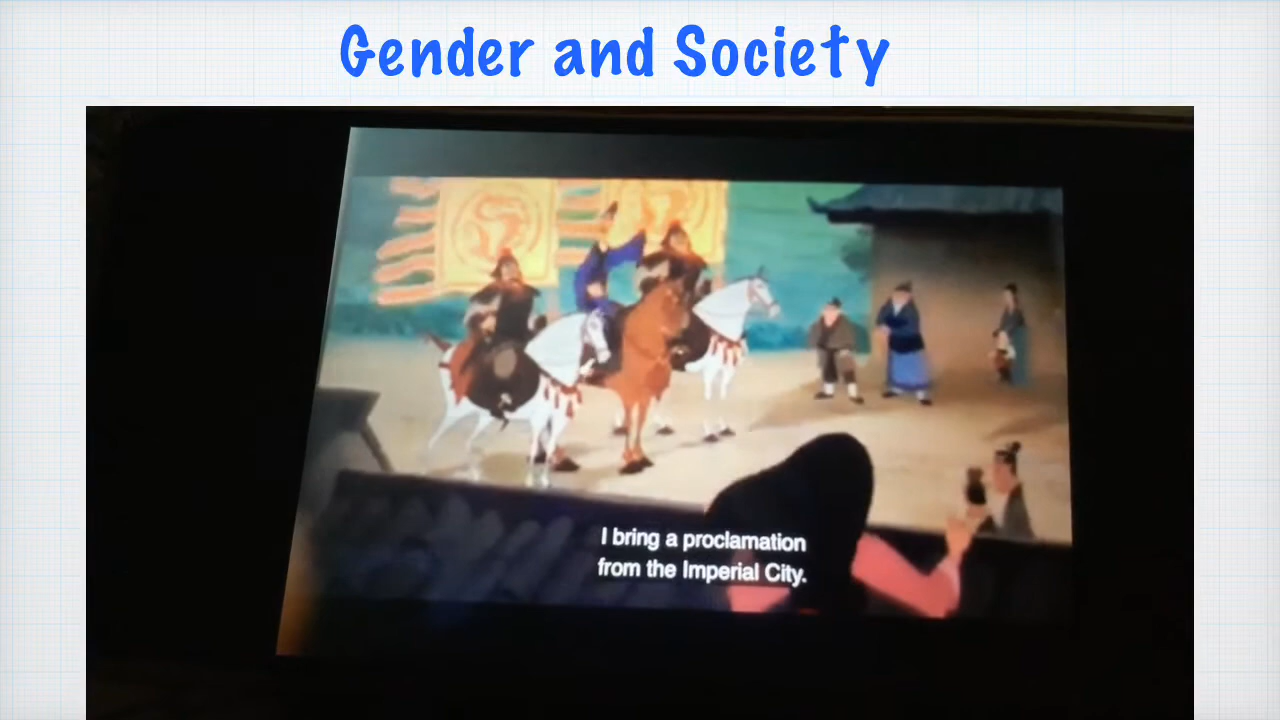 Gender and Society
I bring a proclamation
from the Imperial City.